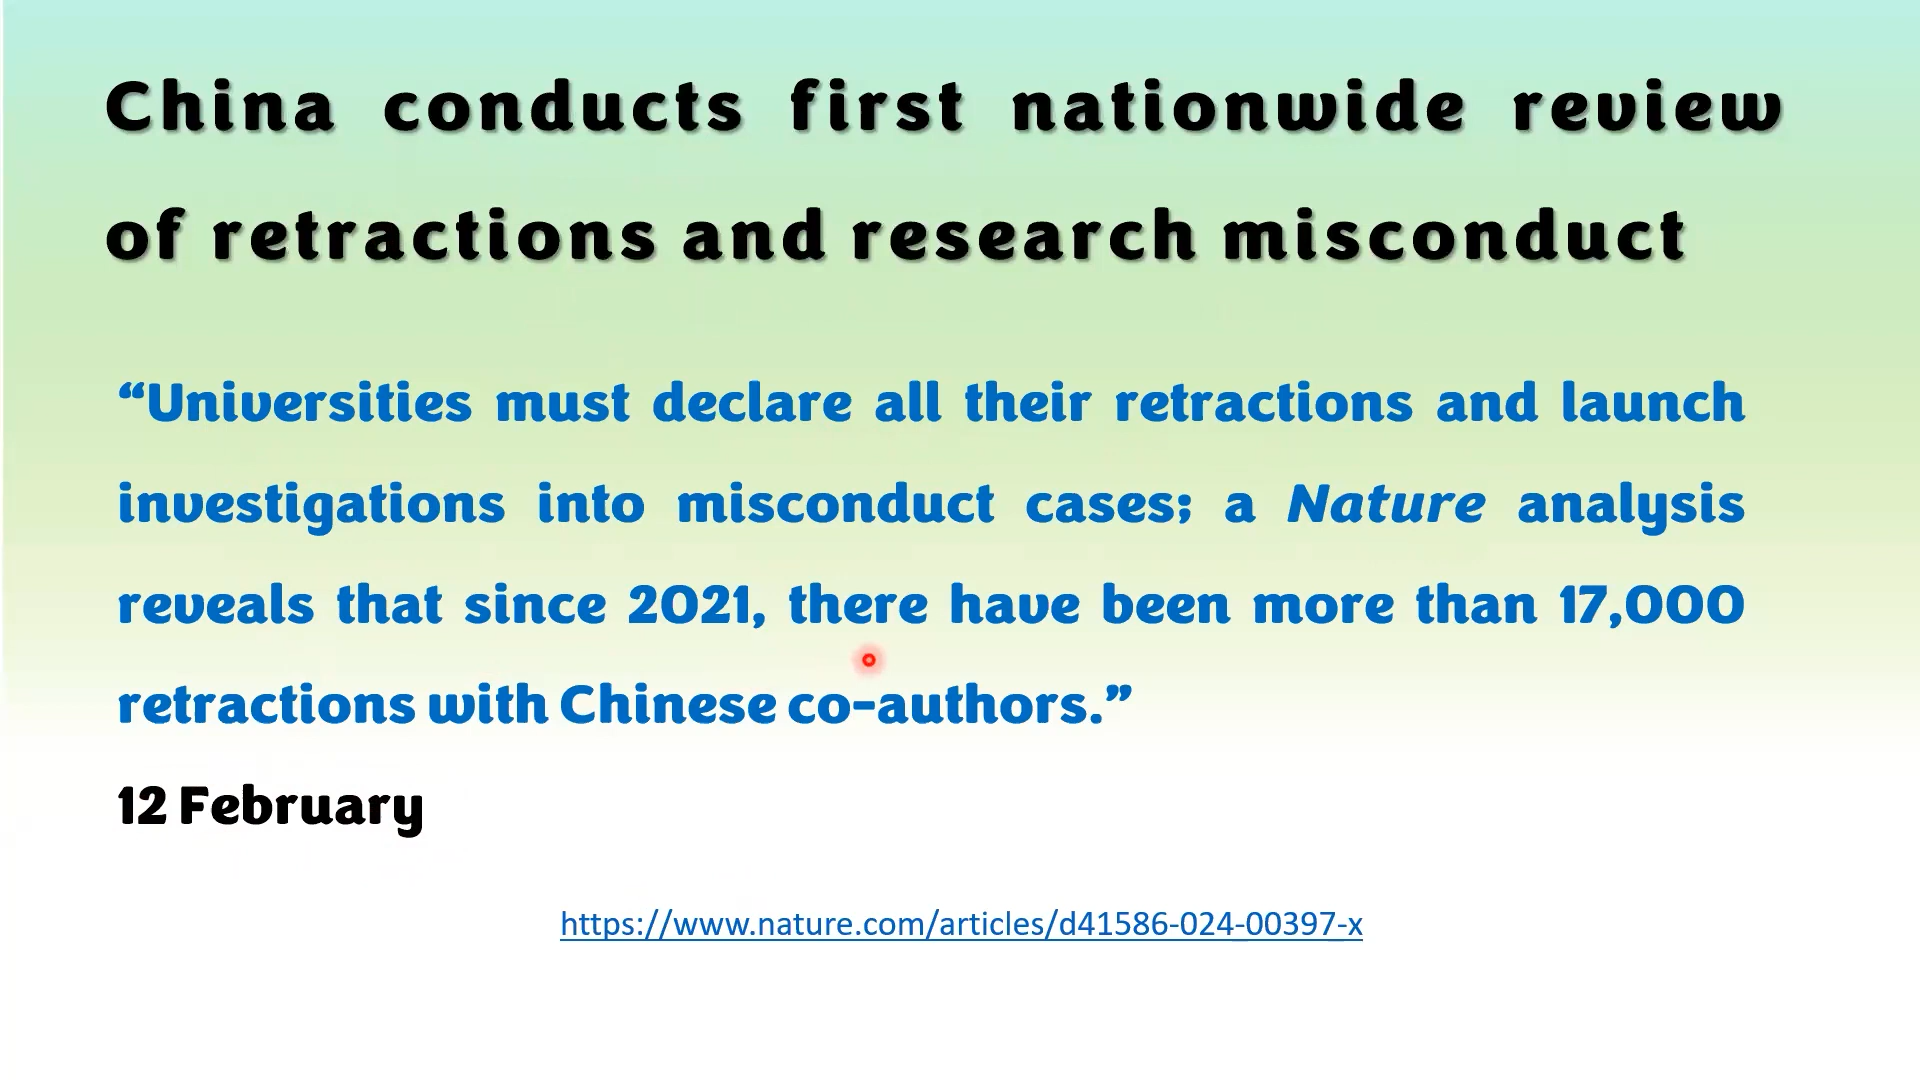 China conducts first nationwide review
of retractions and research misconduct
“Universities must declare all their retractions and launch
investigations into misconduct cases; a Nature analysis
reveals that since 2021, there have been more than 17,000
retractions with Chinese co-authors.”
12 February
https://www.nature.com/articles/d41586-024-00397-x